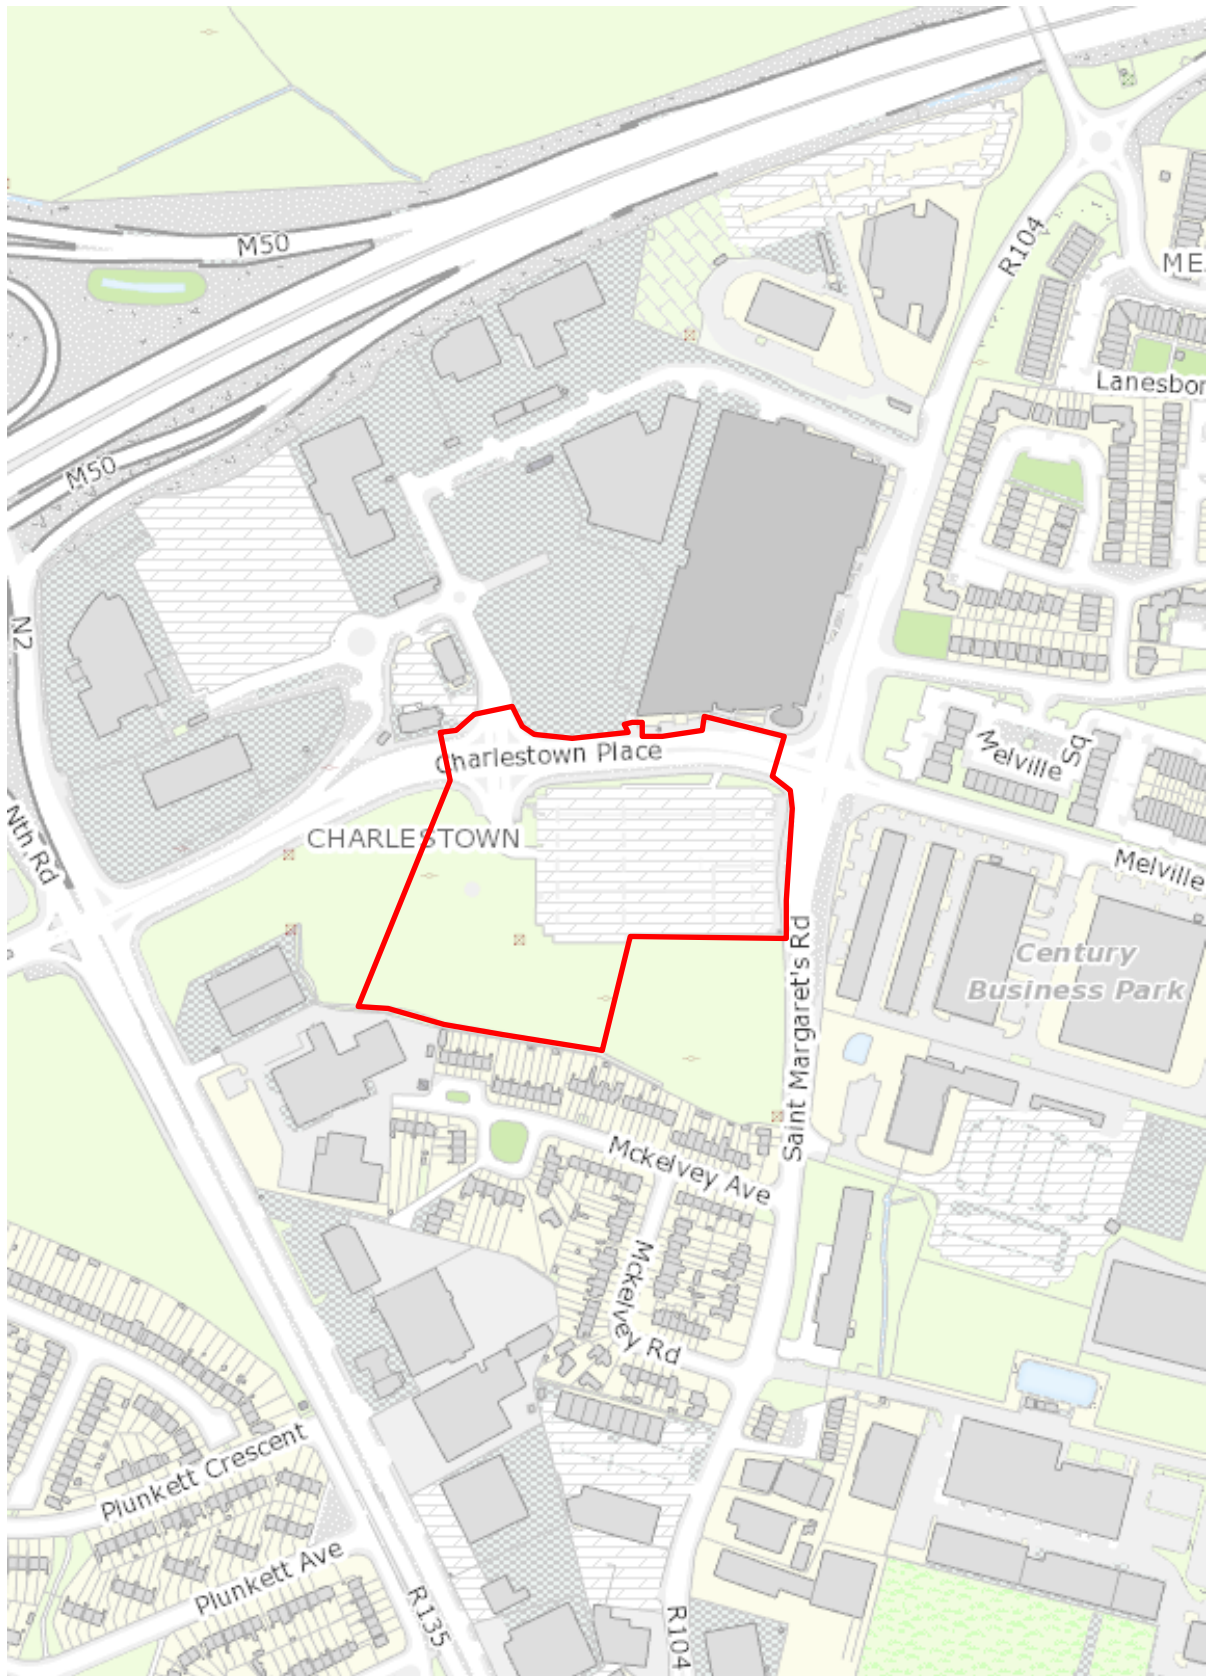 M50
R104
ME
Lanesbor
M50
N2
Charlestown Place
Melville
Sq
CHARLESTOWN
Nth Rd
Melville
Century
Business Park
Saint Margaret's Rd
Mckelvey Ave
Mckelvey Rd
Plunkett Crescent
Plunkett Ave
R135
R104